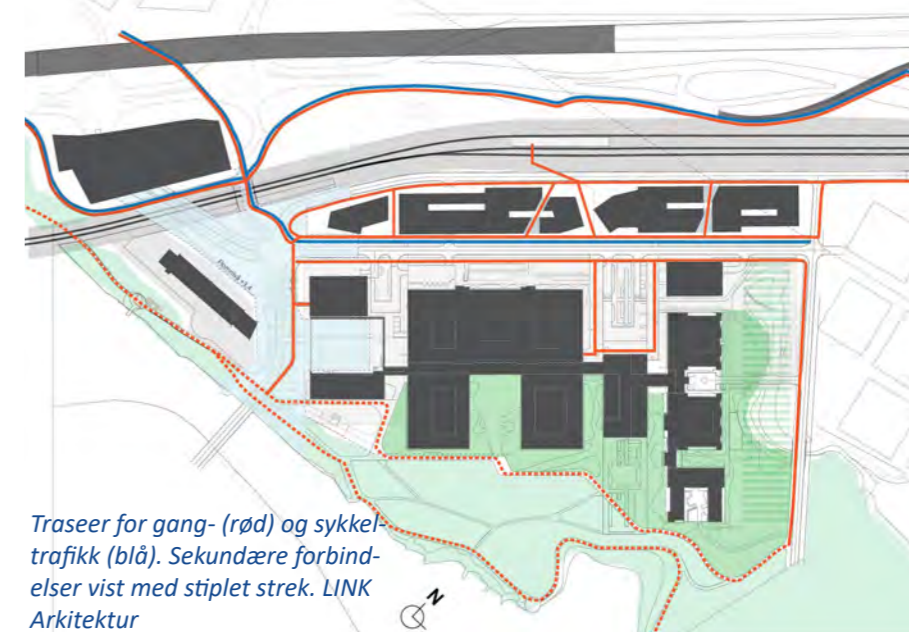 Traseer for gang- (rød) og sykkel-
trafikk (blå). Sekundære forbind-
elser vist med stiplet strek. LINK
Arkitektur
N